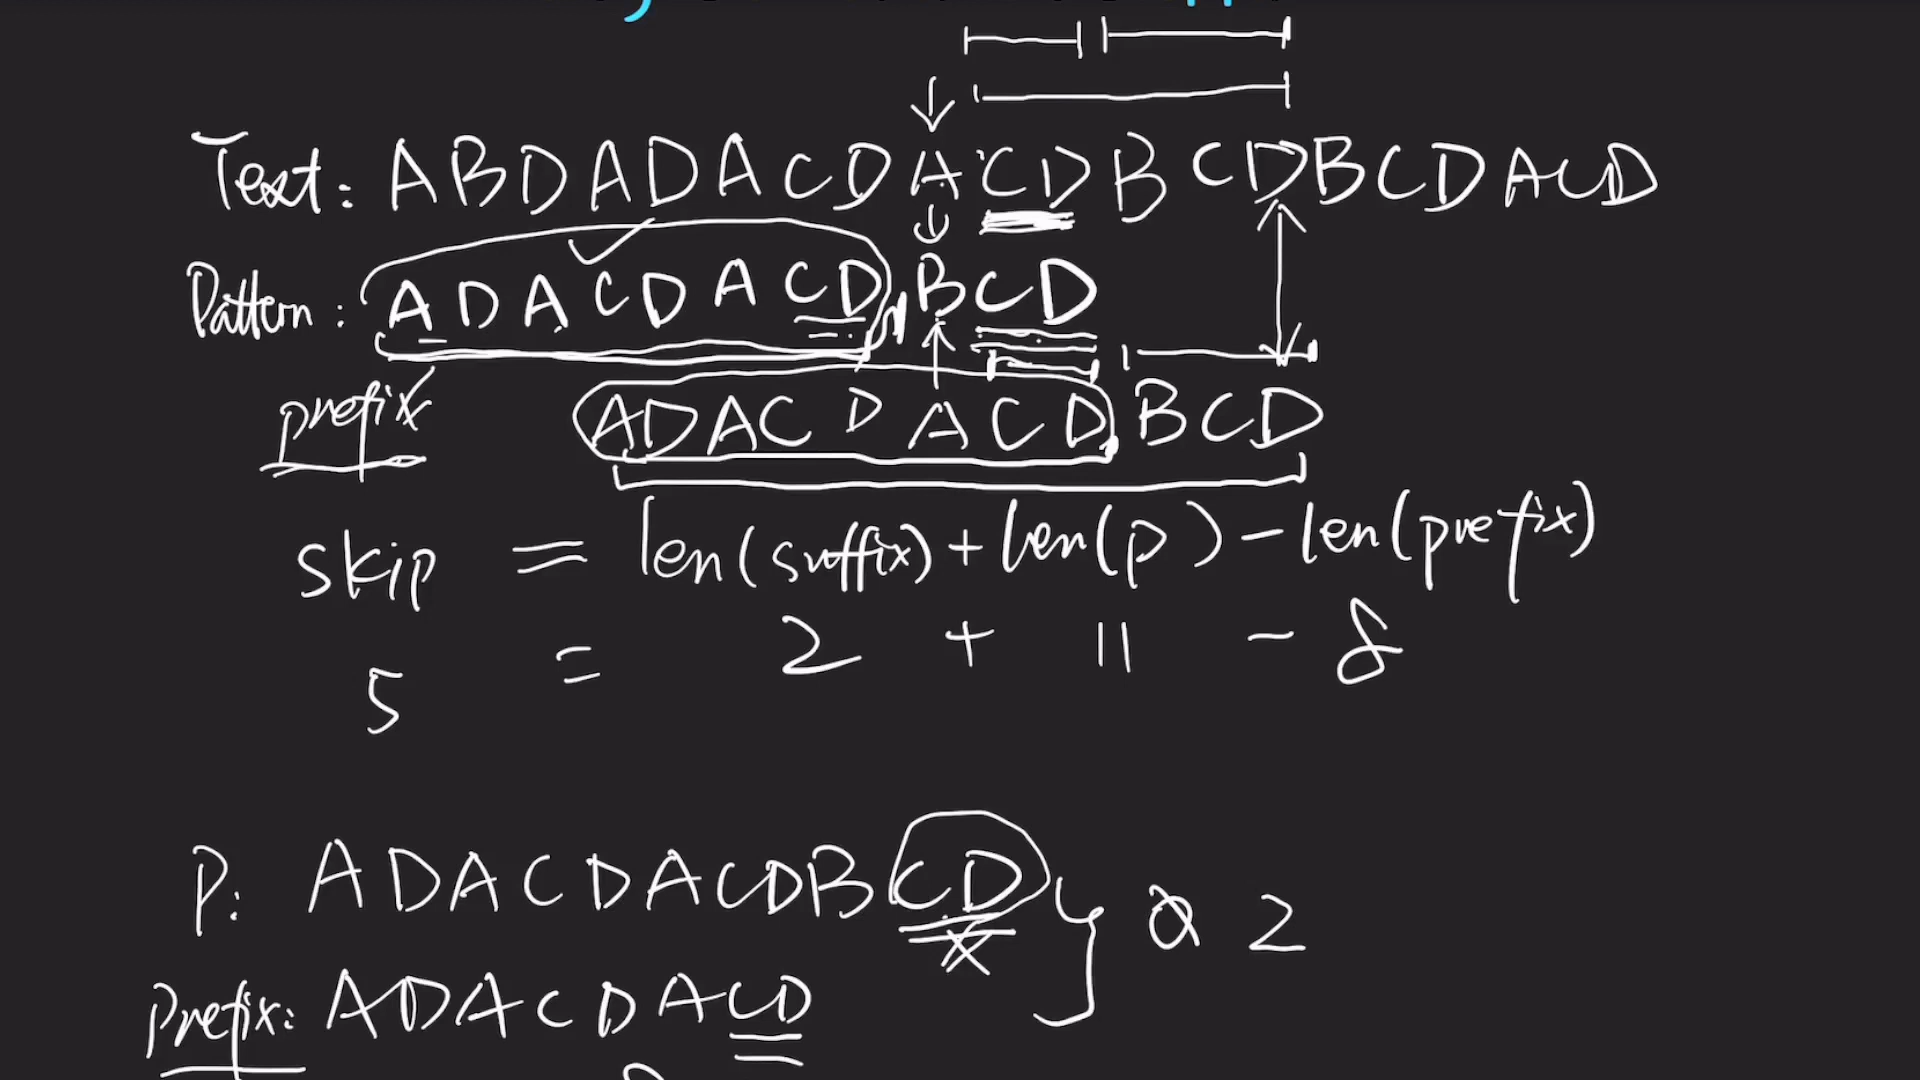 Text: ABDADACDACDBCDBCDACD
Pattern: ADACDACDBCD
prefix ADACDACDBCD
skip = len(suffix) + len(p) - len(prefix)
5 = 2 + 11 - 8
P: ADACDACDBCD 2
Prefix: ADACDACD